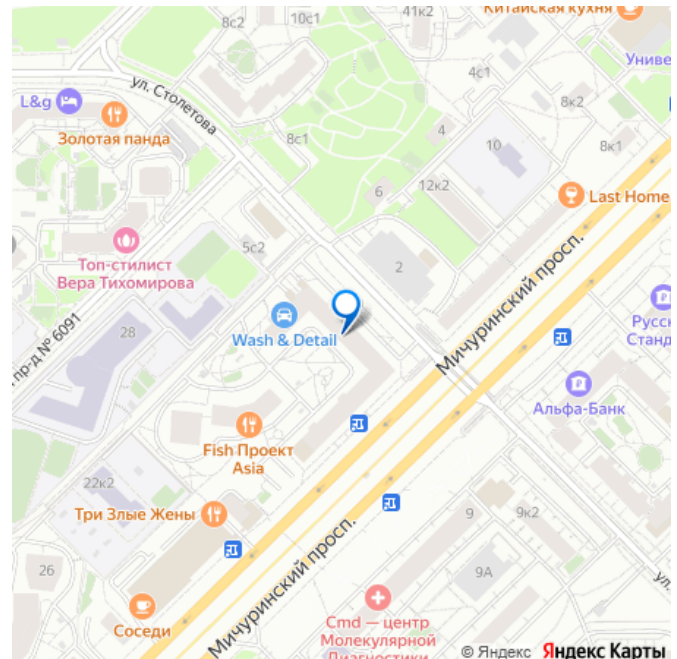 Китайская кухня
8с2
10с1
41к2
Униве
4с1
ул. Столетова
L&g
Золотая панда
8к2
8с1
4
10
8к1
6
12к2
Last Home
Топ-стилист
Вера Тихомирова
5с2
2
Мичуринский просп.
Русск
Станд
пр-д № 6091
28
Wash & Detail
Альфа-Банк
Fish Проект
Asia
22к2
Три Злые Жены
9
9к2
26
9А
ул.
Соседи
Мичуринский просп.
Cmd — центр
Молекулярной
Диагностики
© Яндекс Яндекс Карты